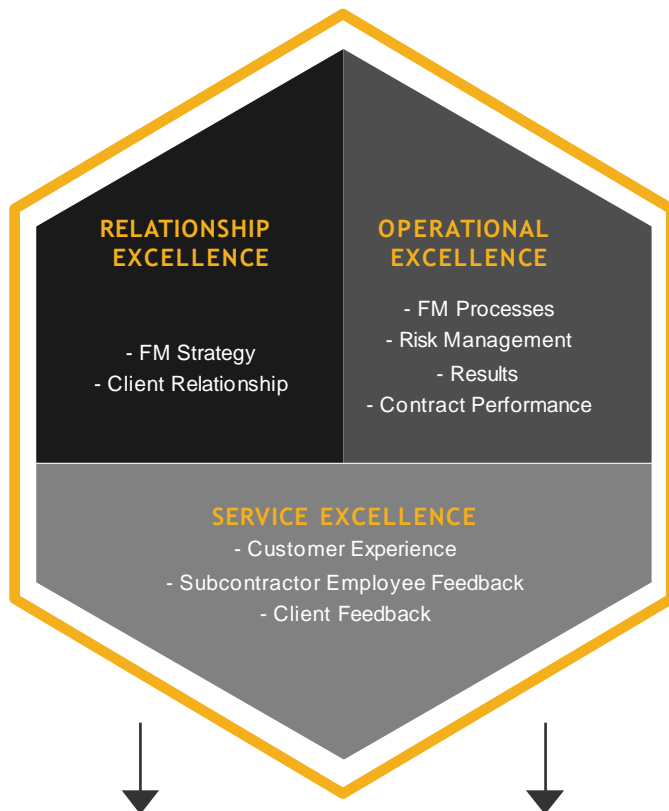 RELATIONSHIP
EXCELLENCE
- FM Strategy
- Client Relationship
OPERATIONAL
EXCELLENCE
- FM Processes
- Risk Management
- Results
- Contract Performance
SERVICE EXCELLENCE
- Customer Experience
- Subcontractor Employee Feedback
- Client Feedback